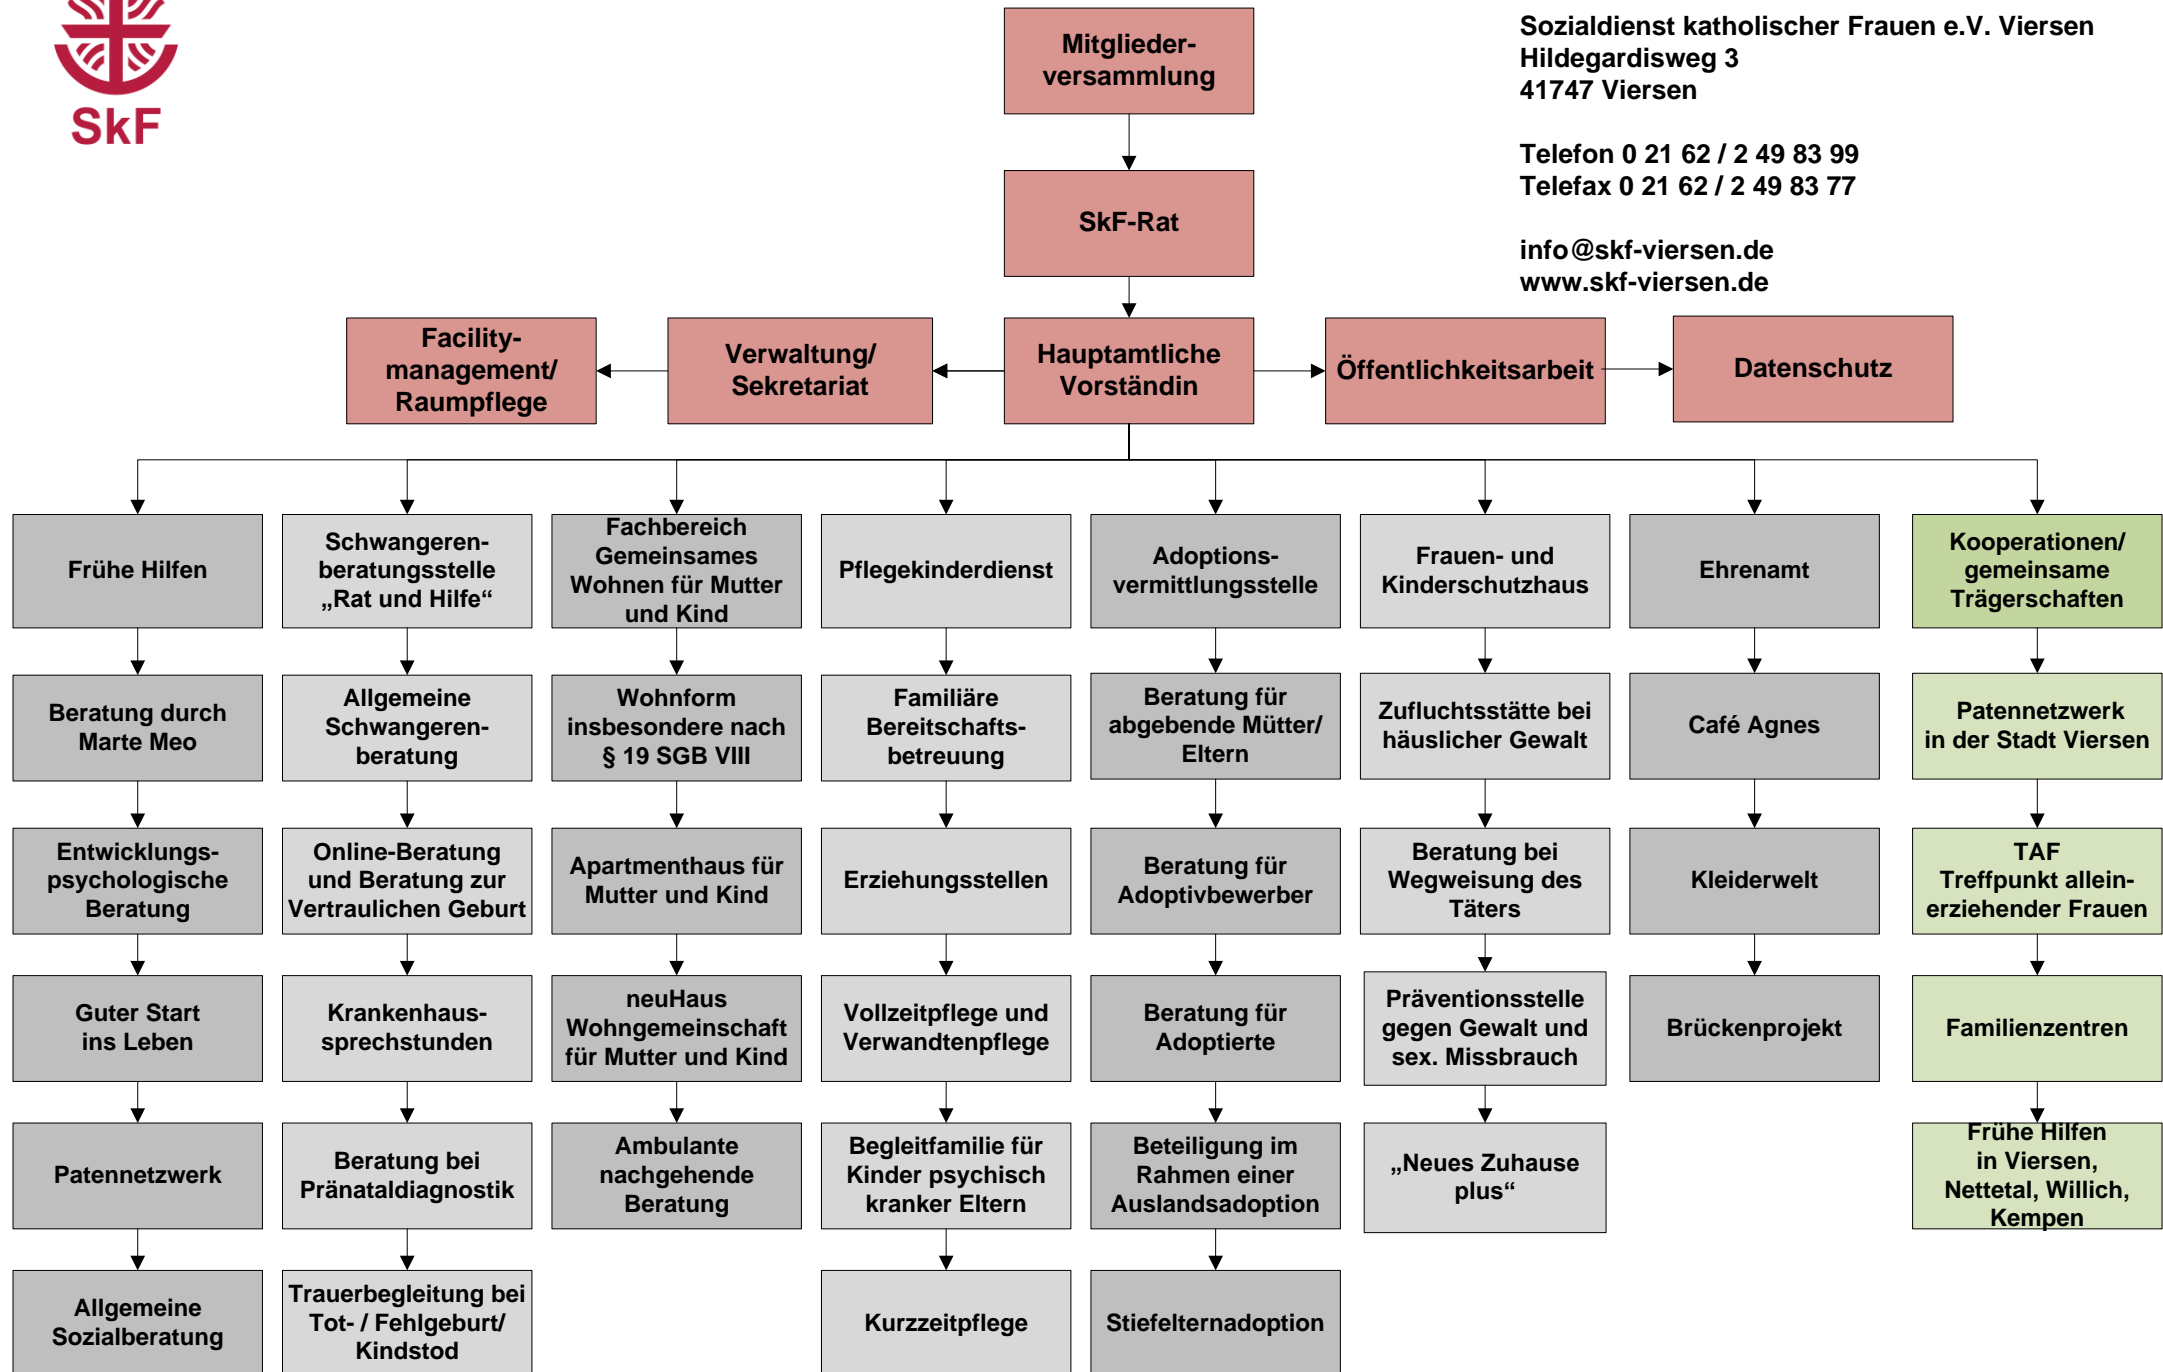 SkF
Mitglieder-
versammlung
Sozialdienst katholischer Frauen e.V. Viersen
Hildegardisweg 3
41747 Viersen
Telefon 0 21 62 / 2 49 83 99
Telefax 0 21 62 / 2 49 83 77
info@skf-viersen.de
www.skf-viersen.de
SkF-Rat
Facility-
management/
Raumpflege
Verwaltung/
Sekretariat
Hauptamtliche
Vorständin
Öffentlichkeitsarbeit
Datenschutz
Frühe Hilfen
Schwangeren-
beratungsstelle
„Rat und Hilfe“
Fachbereich
Gemeinsames
Wohnen für Mutter
und Kind
Pflegekinderdienst
Adoptions-
vermittlungsstelle
Frauen- und
Kinderschutzhaus
Ehrenamt
Kooperationen/
gemeinsame
Trägerschaften
Beratung durch
Marte Meo
Allgemeine
Schwangeren-
beratung
Wohnform
insbesondere nach
§ 19 SGB VIII
Familiäre
Bereitschafts-
betreuung
Beratung für
abgebende Mütter/
Eltern
Zufluchtsstätte bei
häuslicher Gewalt
Café Agnes
Patennetzwerk
in der Stadt Viersen
Entwicklungs-
psychologische
Beratung
Online-Beratung
und Beratung zur
Vertraulichen Geburt
Apartmenthaus für
Mutter und Kind
Erziehungsstellen
Beratung für
Adoptivbewerber
Beratung bei
Wegweisung des
Täters
Kleiderwelt
TAF
Treffpunkt allein-
erziehender Frauen
Guter Start
ins Leben
Krankenhaus-
sprechstunden
neuHaus
Wohngemeinschaft
für Mutter und Kind
Vollzeitpflege und
Verwandtenpflege
Beratung für
Adoptierte
Präventionsstelle
gegen Gewalt und
sex. Missbrauch
Brückenprojekt
Familienzentren
Patennetzwerk
Beratung bei
Pränataldiagnostik
Ambulante
nachgehende
Beratung
Begleitfamilie für
Kinder psychisch
kranker Eltern
Beteiligung im
Rahmen einer
Auslandsadoption
„Neues Zuhause
plus“
Frühe Hilfen
in Viersen,
Nettetal, Willich,
Kempen
Allgemeine
Sozialberatung
Trauerbegleitung bei
Tot- / Fehlgeburt/
Kindstod
Kurzzeitpflege
Stiefelternadoption